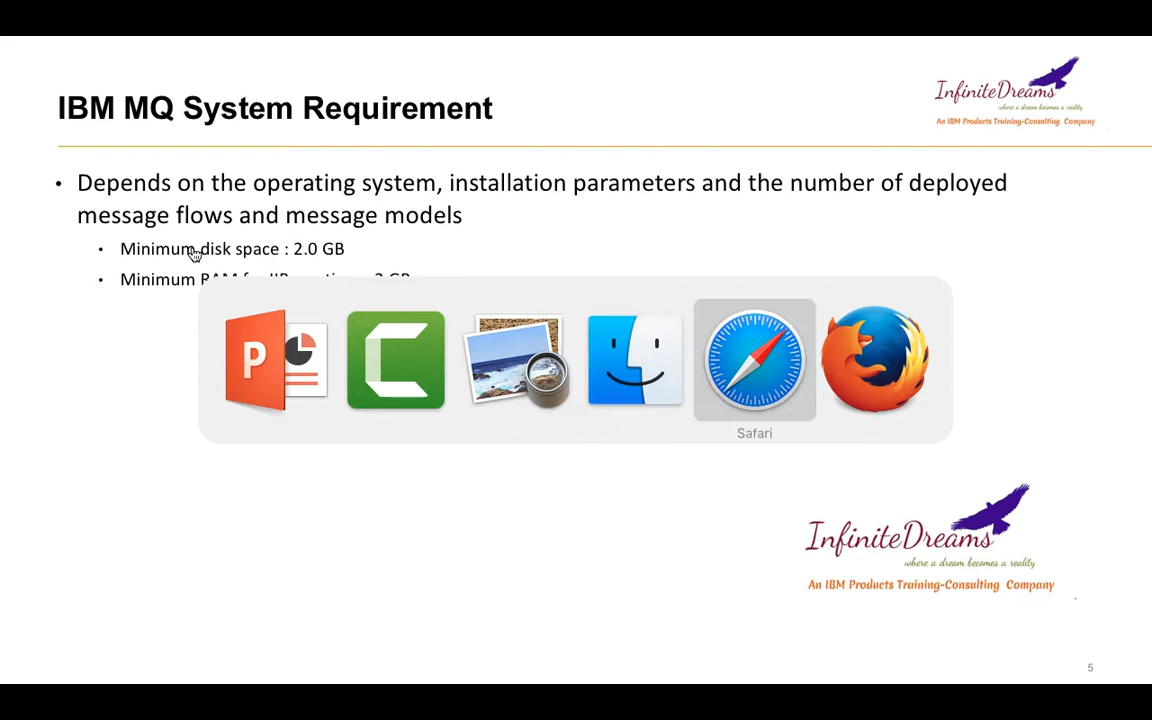 InfiniteDreams
where a dream becomes a reality
An IBM Products Training-Consulting Company
IBM MQ System Requirement
• Depends on the operating system, installation parameters and the number of deployed
message flows and message models
• Minimum disk space : 2.0 GB
• Minimum
P
C
Safari
InfiniteDreams
where a dream becomes a reality
An IBM Products Training-Consulting Company
5